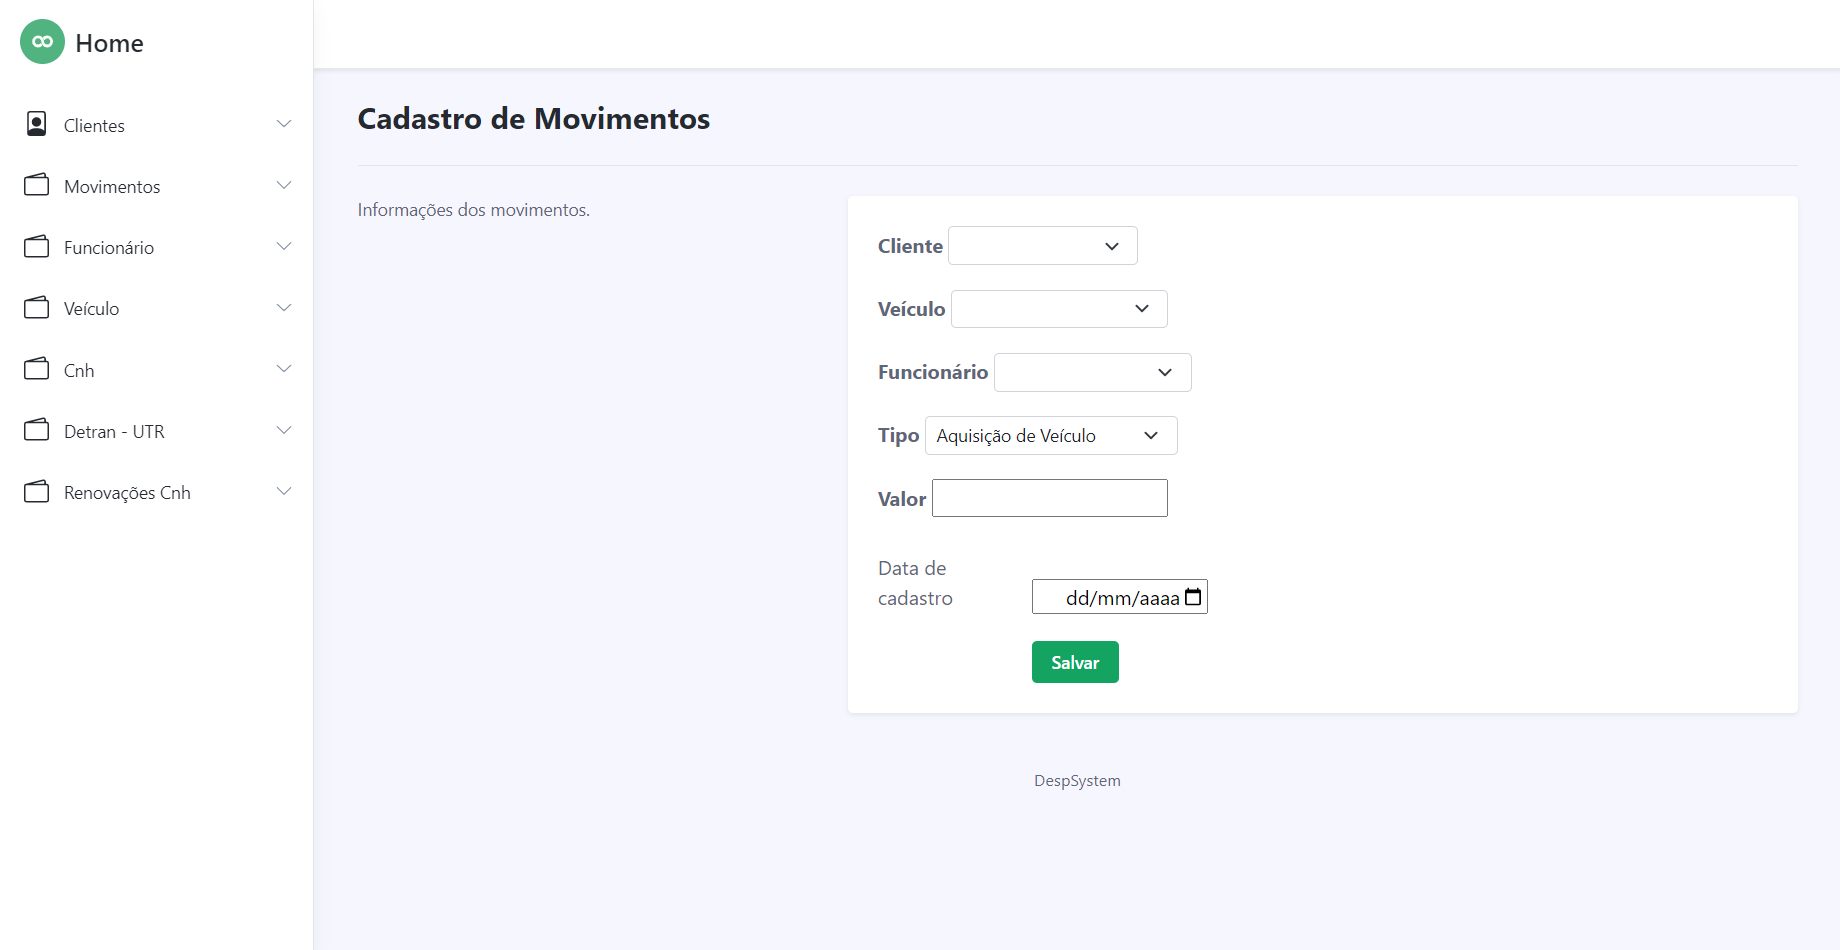 Home
Clientes
Movimentos
Funcionário
Veículo
Cnh
Detran - UTR
Renovações Cnh
Cadastro de Movimentos
Informações dos movimentos.
Cliente
Veículo
Funcionário
Tipo Aquisição de Veículo
Valor
Data de
cadastro dd/mm/aaaa
Salvar
DespSystem